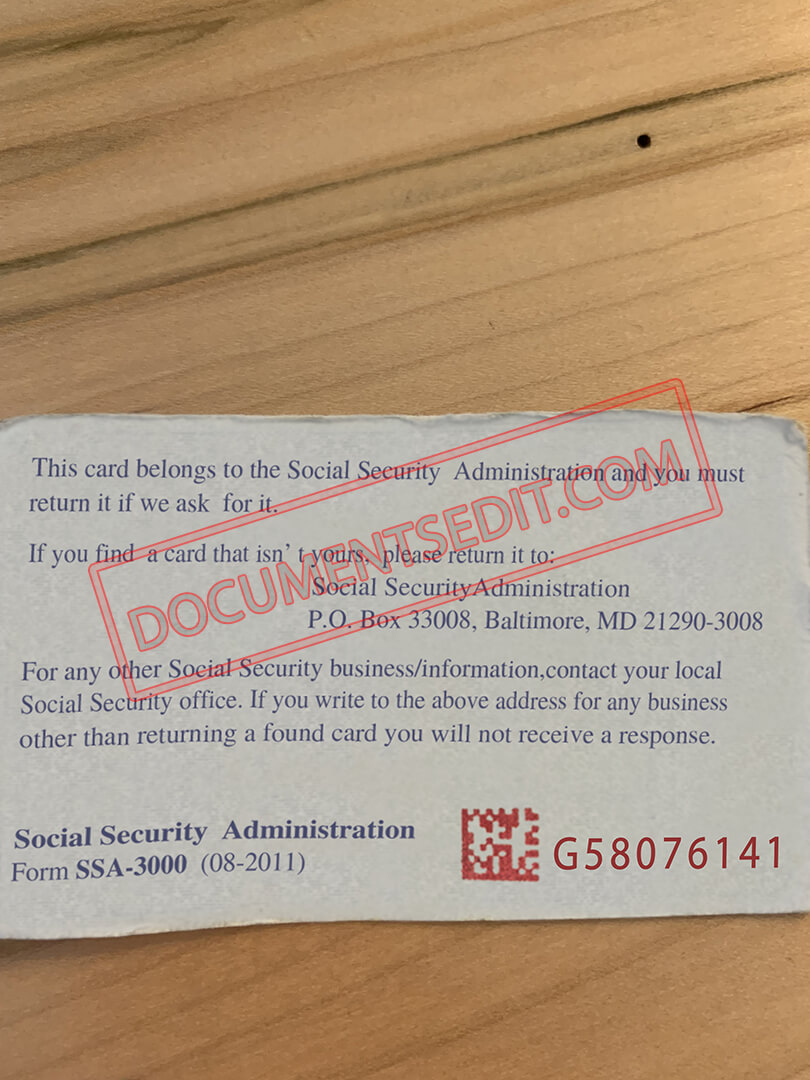 This card belongs to the Social Security Administration and you must
return it if we ask for it.
If you find a card that isn' t yours, please return it to:
Social SecurityAdministration
P.O. Box 33008, Baltimore, MD 21290-3008
For any other Social Security business/information,contact your local
Social Security office. If you write to the above address for any business
other than returning a found card you will not receive a response.
Social Security Administration
Form SSA-3000 (08-2011)
G58076141
DOCUMENTSEDIT.COM